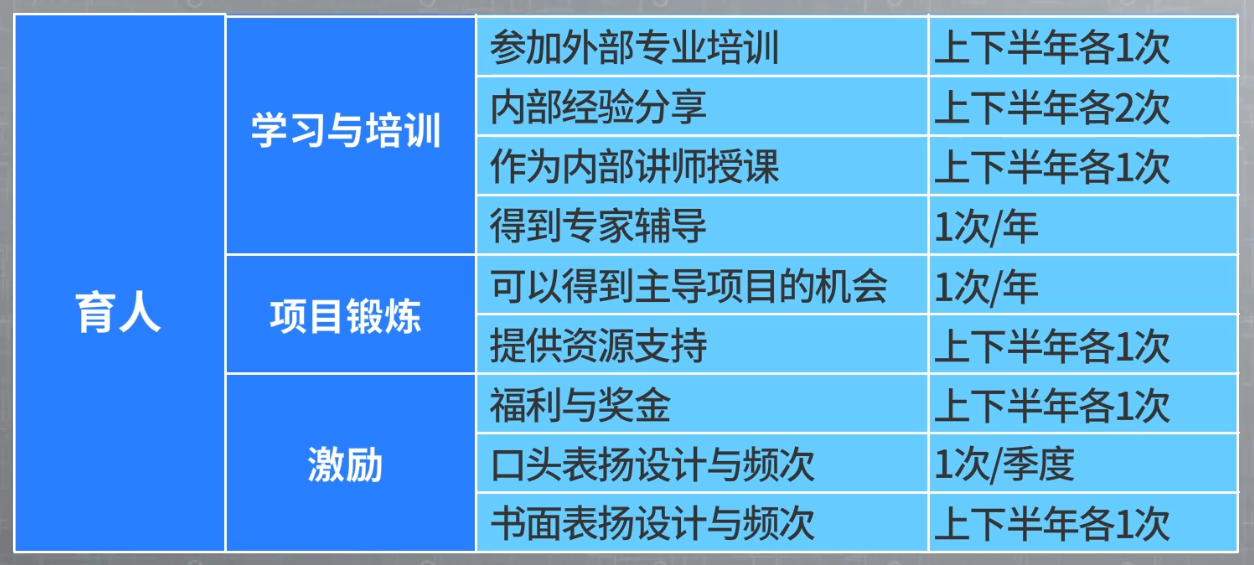 育人
学习与培训
参加外部专业培训
上下半年各1次
内部经验分享
上下半年各2次
作为内部讲师授课
上下半年各1次
得到专家辅导
1次/年
项目锻炼
可以得到主导项目的机会
1次/年
提供资源支持
上下半年各1次
激励
福利与奖金
上下半年各1次
口头表扬设计与频次
1次/季度
书面表扬设计与频次
上下半年各1次